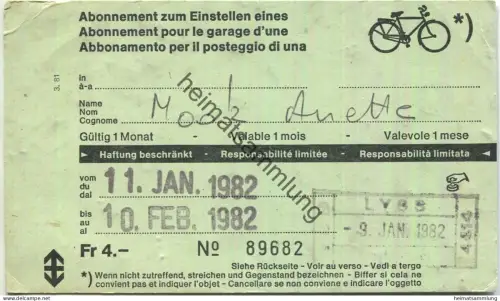 Abonnement zum Einstellen eines
Abonnement pour le garage d'une
Abbonamento per il posteggio di una
*)
3. 81
in
à-a
Name
Nom
Cognome
Anette
Gültig 1 Monat - Valable 1 mois - Valevole 1 mese
Haftung beschränkt - Responsabilité limitée - Responsabilità limitata
vom
du
dal
11. JAN. 1982
bis au
au
al
10. FEB. 1982
LYSS
- 9. JAN. 1982
4314
Fr 4.-
Nº 89682
Siehe Rückseite - Voir au verso - Vedi a tergo
*) Wenn nicht zutreffend, streichen und Gegenstand bezeichnen - Biffer si cela ne
convient pas et indiquer l'objet - Cancellare se non conviene e indicare l'oggetto
heimatsammlung